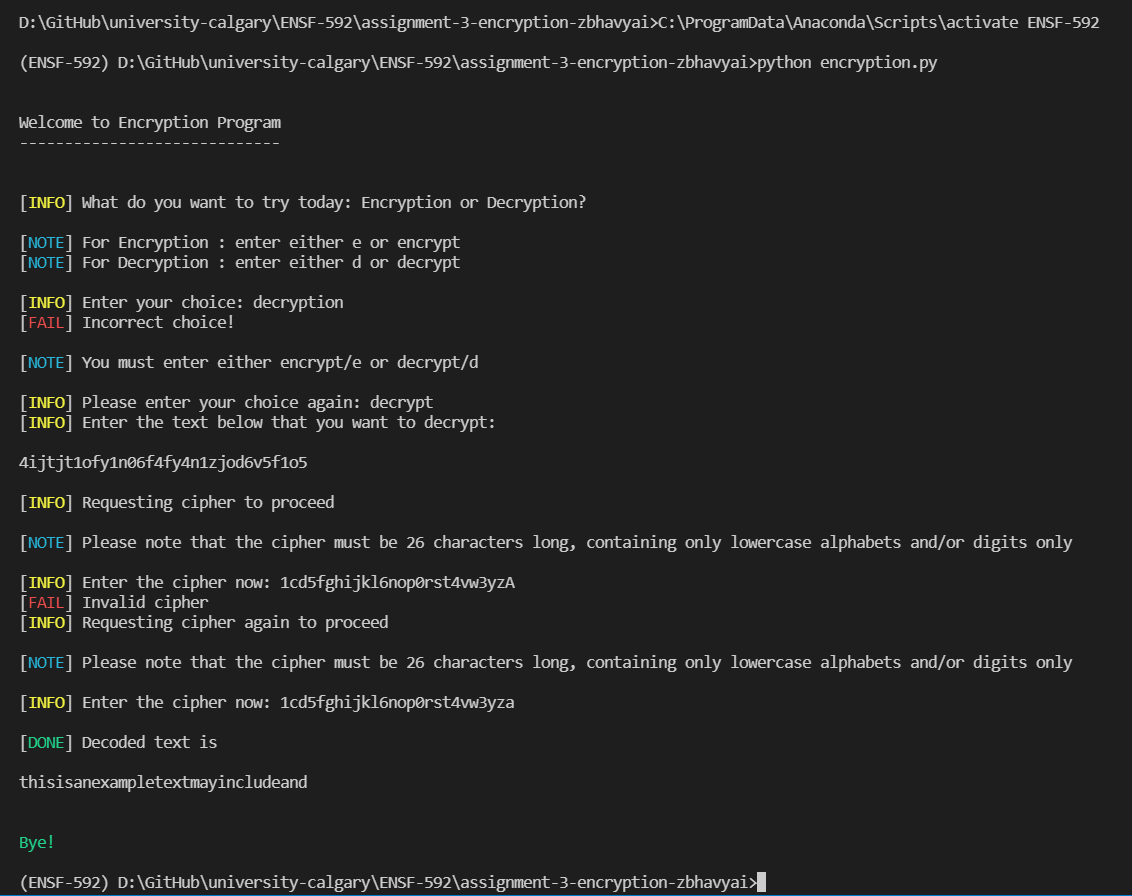 D:\GitHub\university-calgary\ENSF-592\assignment-3-encryption-zbhavyai>C:\ProgramData\Anaconda\Scripts\activate ENSF-592
(ENSF-592) D:\GitHub\university-calgary\ENSF-592\assignment-3-encryption-zbhavyai>python encryption.py
Welcome to Encryption Program
-----------------------------
[INFO] What do you want to try today: Encryption or Decryption?
[NOTE] For Encryption : enter either e or encrypt
[NOTE] For Decryption : enter either d or decrypt
[INFO] Enter your choice: decryption
[FAIL] Incorrect choice!
[NOTE] You must enter either encrypt/e or decrypt/d
[INFO] Please enter your choice again: decrypt
[INFO] Enter the text below that you want to decrypt:
4ijtjt1ofy1n06f4fy4n1zjod6v5f1o5
[INFO] Requesting cipher to proceed
[NOTE] Please note that the cipher must be 26 characters long, containing only lowercase alphabets and/or digits only
[INFO] Enter the cipher now: 1cd5fghijkl6nop0rst4vw3yzA
[FAIL] Invalid cipher
[INFO] Requesting cipher again to proceed
[NOTE] Please note that the cipher must be 26 characters long, containing only lowercase alphabets and/or digits only
[INFO] Enter the cipher now: 1cd5fghijkl6nop0rst4vw3yza
[DONE] Decoded text is
thisisanexampletextmayincludeand
Bye!
(ENSF-592) D:\GitHub\university-calgary\ENSF-592\assignment-3-encryption-zbhavyai>